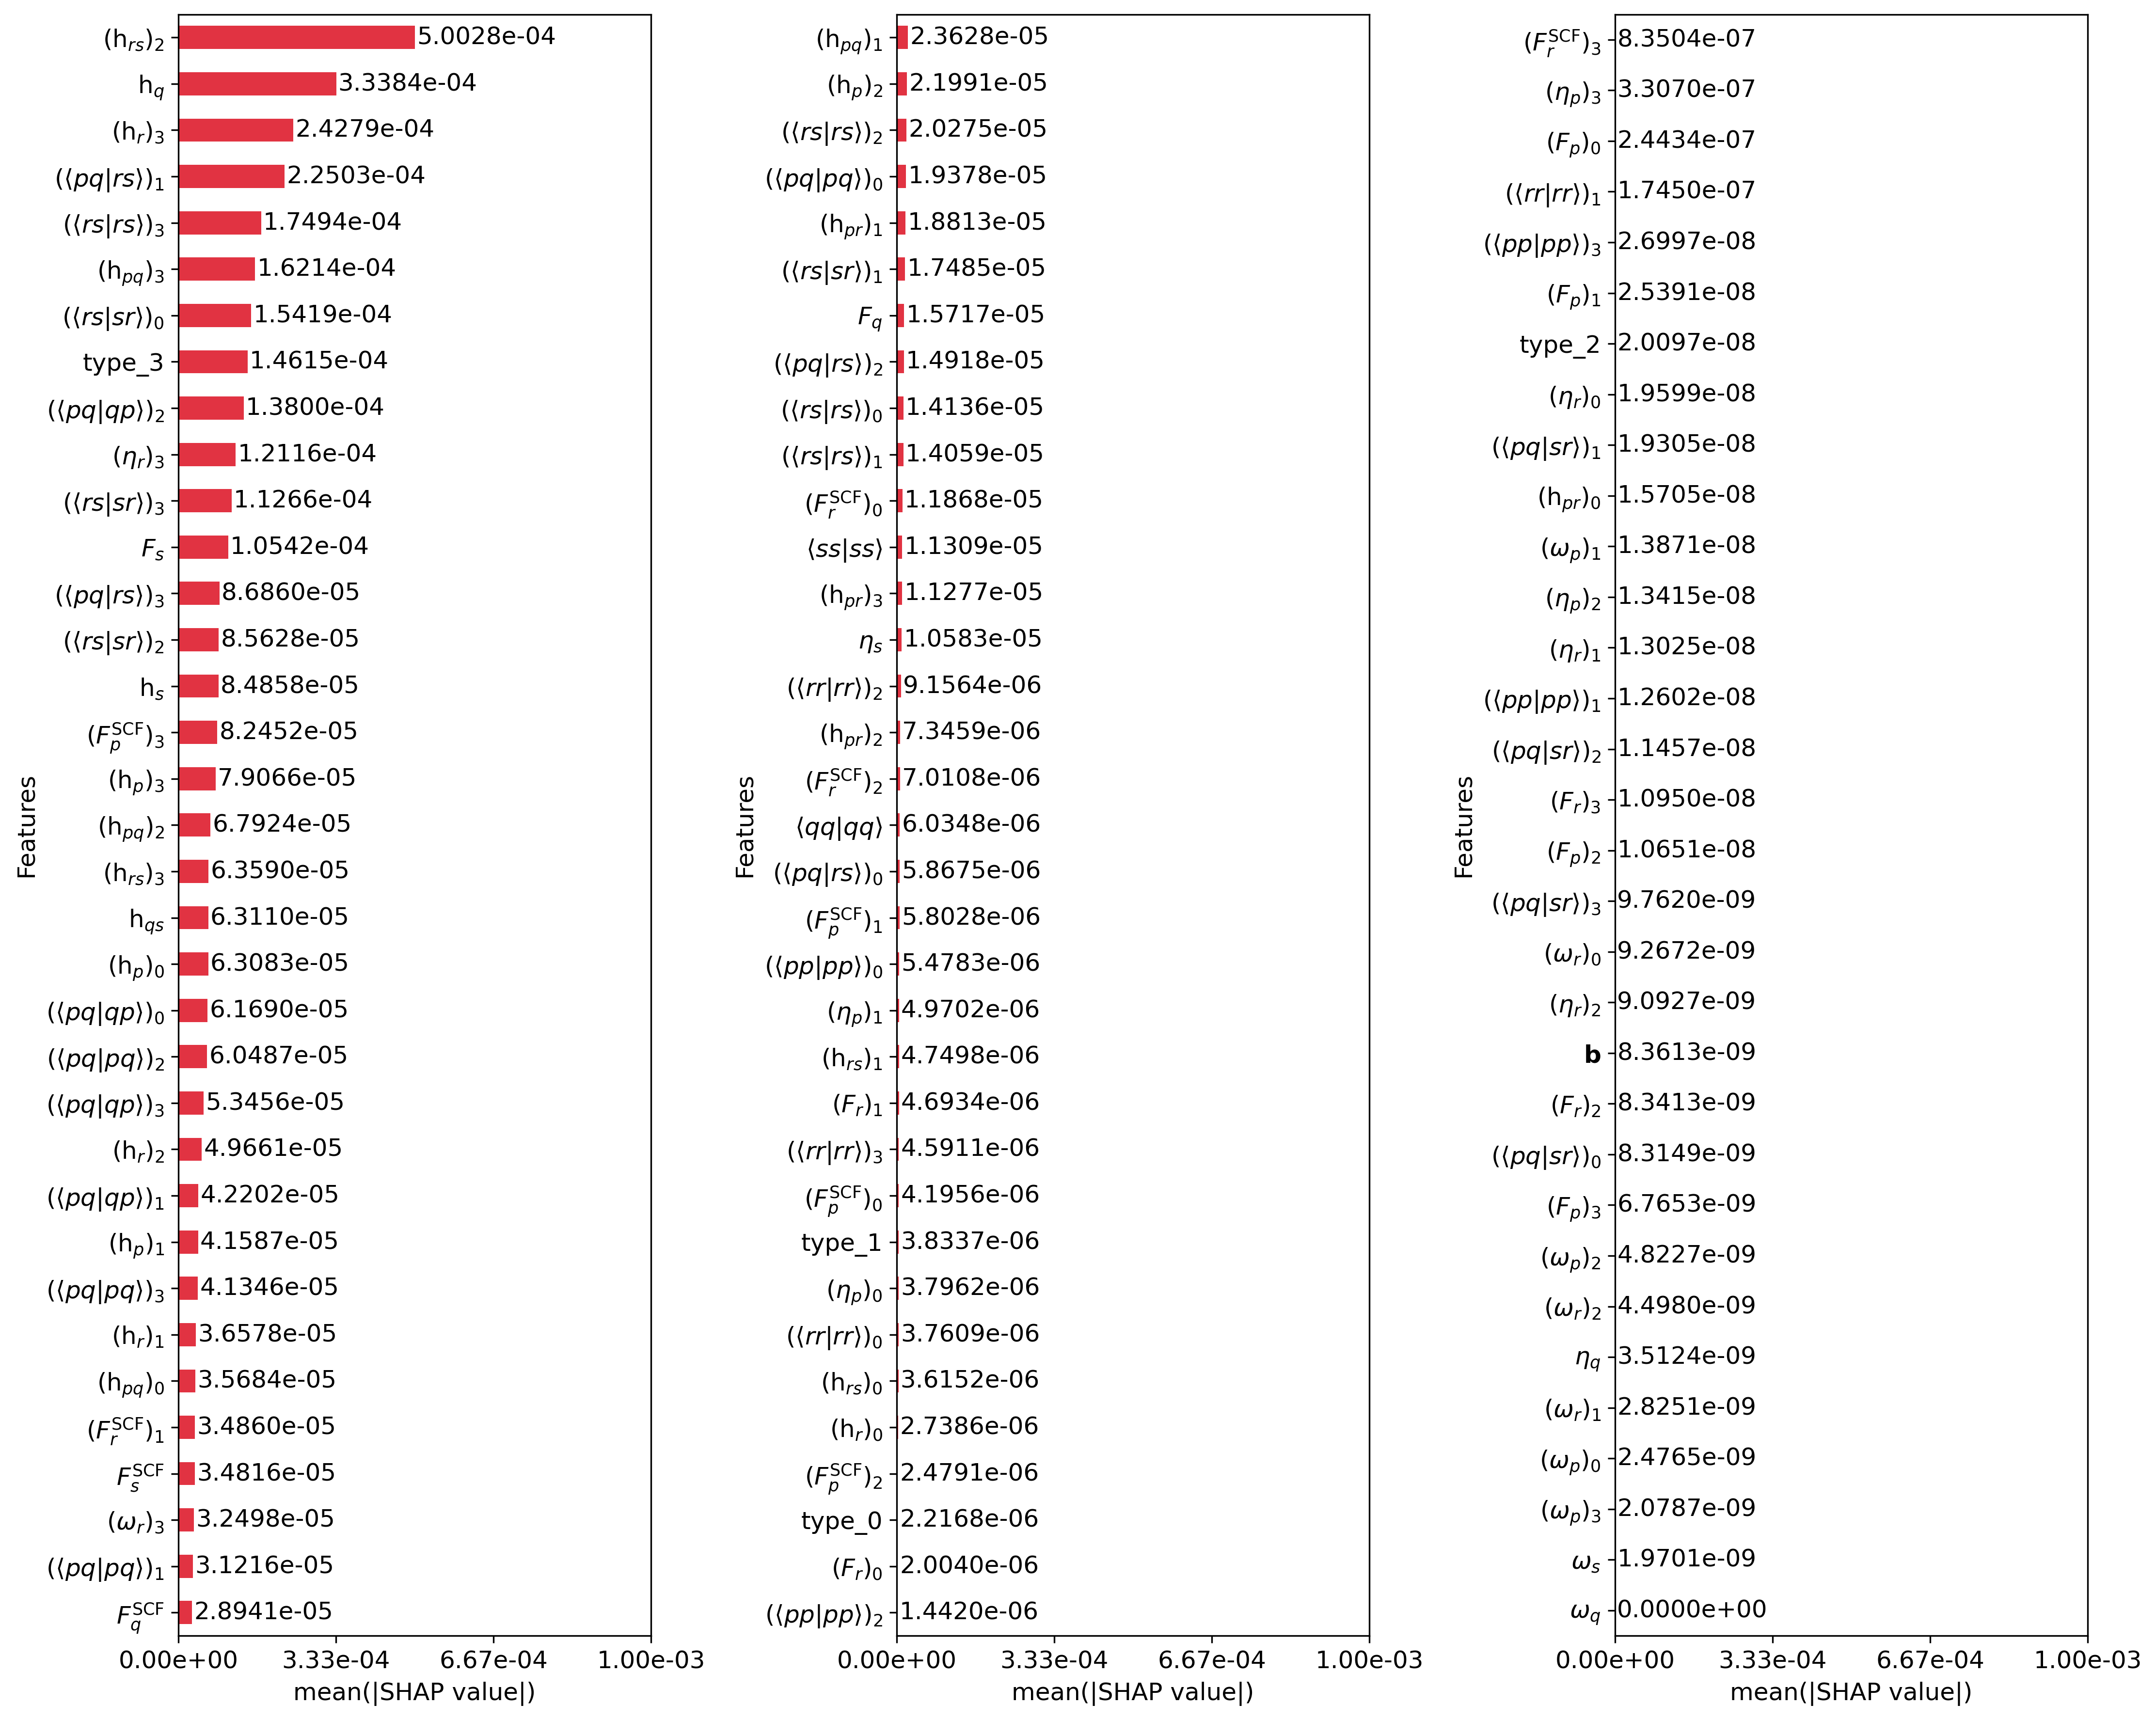 (h_rs)_2 5.0028e-04
h_q 3.3384e-04
(h_r)_3 2.4279e-04
(⟨pq|rs⟩)_1 2.2503e-04
(⟨rs|rs⟩)_3 1.7494e-04
(h_pq)_3 1.6214e-04
(⟨rs|sr⟩)_0 1.5419e-04
type_3 1.4615e-04
(⟨pq|qp⟩)_2 1.3800e-04
(η_r)_3 1.2116e-04
(⟨rs|sr⟩)_3 1.1266e-04
F_s 1.0542e-04
(⟨pq|rs⟩)_3 8.6860e-05
(⟨rs|sr⟩)_2 8.5628e-05
h_s 8.4858e-05
(F_p^SCF)_3 8.2452e-05
(h_p)_3 7.9066e-05
(h_pq)_2 6.7924e-05
(h_rs)_3 6.3590e-05
h_qs 6.3110e-05
(h_p)_0 6.3083e-05
(⟨pq|qp⟩)_0 6.1690e-05
(⟨pq|pq⟩)_2 6.0487e-05
(⟨pq|qp⟩)_3 5.3456e-05
(h_r)_2 4.9661e-05
(⟨pq|qp⟩)_1 4.2202e-05
(h_p)_1 4.1587e-05
(⟨pq|pq⟩)_3 4.1346e-05
(h_r)_1 3.6578e-05
(h_pq)_0 3.5684e-05
(F_r^SCF)_1 3.4860e-05
F_s^SCF 3.4816e-05
(ω_r)_3 3.2498e-05
(⟨pq|pq⟩)_1 3.1216e-05
F_q^SCF 2.8941e-05
0.00e+00 3.33e-04 6.67e-04 1.00e-03
mean(|SHAP value|)
Features
(h_pq)_1 2.3628e-05
(h_p)_2 2.1991e-05
(⟨rs|rs⟩)_2 2.0275e-05
(⟨pq|pq⟩)_0 1.9378e-05
(h_pr)_1 1.8813e-05
(⟨rs|sr⟩)_1 1.7485e-05
F_q 1.5717e-05
(⟨pq|rs⟩)_2 1.4918e-05
(⟨rs|rs⟩)_0 1.4136e-05
(⟨rs|rs⟩)_1 1.4059e-05
(F_r^SCF)_0 1.1868e-05
⟨ss|ss⟩ 1.1309e-05
(h_pr)_3 1.1277e-05
η_s 1.0583e-05
(⟨rr|rr⟩)_2 9.1564e-06
(h_pr)_2 7.3459e-06
(F_r^SCF)_2 7.0108e-06
⟨qq|qq⟩ 6.0348e-06
(⟨pq|rs⟩)_0 5.8675e-06
(F_p^SCF)_1 5.8028e-06
(⟨pp|pp⟩)_0 5.4783e-06
(η_p)_1 4.9702e-06
(h_rs)_1 4.7498e-06
(F_r)_1 4.6934e-06
(⟨rr|rr⟩)_3 4.5911e-06
(F_p^SCF)_0 4.1956e-06
type_1 3.8337e-06
(η_p)_0 3.7962e-06
(⟨rr|rr⟩)_0 3.7609e-06
(h_rs)_0 3.6152e-06
(h_r)_0 2.7386e-06
(F_p^SCF)_2 2.4791e-06
type_0 2.2168e-06
(F_r)_0 2.0040e-06
(⟨pp|pp⟩)_2 1.4420e-06
0.00e+00 3.33e-04 6.67e-04 1.00e-03
mean(|SHAP value|)
Features
(F_r^SCF)_3 8.3504e-07
(η_p)_3 3.3070e-07
(F_p)_0 2.4434e-07
(⟨rr|rr⟩)_1 1.7450e-07
(⟨pp|pp⟩)_3 2.6997e-08
(F_p)_1 2.5391e-08
type_2 2.0097e-08
(η_r)_0 1.9599e-08
(⟨pq|sr⟩)_1 1.9305e-08
(h_pr)_0 1.5705e-08
(ω_p)_1 1.3871e-08
(η_p)_2 1.3415e-08
(η_r)_1 1.3025e-08
(⟨pp|pp⟩)_1 1.2602e-08
(⟨pq|sr⟩)_2 1.1457e-08
(F_r)_3 1.0950e-08
(F_p)_2 1.0651e-08
(⟨pq|sr⟩)_3 9.7620e-09
(ω_r)_0 9.2672e-09
(η_r)_2 9.0927e-09
b 8.3613e-09
(F_r)_2 8.3413e-09
(⟨pq|sr⟩)_0 8.3149e-09
(F_p)_3 6.7653e-09
(ω_p)_2 4.8227e-09
(ω_r)_2 4.4980e-09
η_q 3.5124e-09
(ω_r)_1 2.8251e-09
(ω_p)_0 2.4765e-09
(ω_p)_3 2.0787e-09
ω_s 1.9701e-09
ω_q 0.0000e+00
0.00e+00 3.33e-04 6.67e-04 1.00e-03
mean(|SHAP value|)
Features